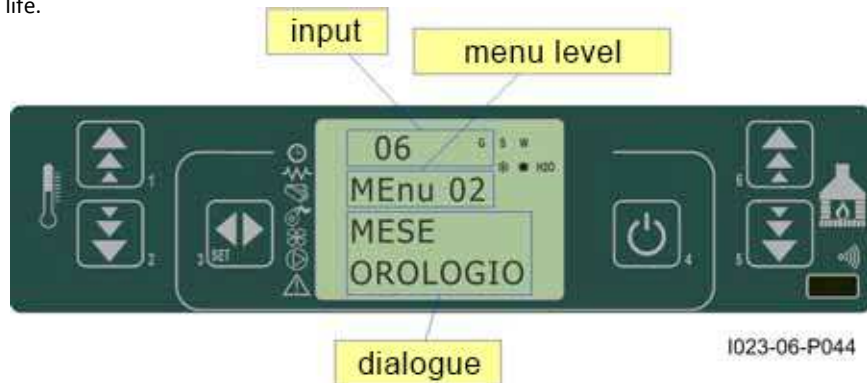 life.
input
menu level
06 G S W
H2O
MEnu 02
MESE
OROLOGIO
1
2
3 SET
4
6
5
dialogue
I023-06-P044